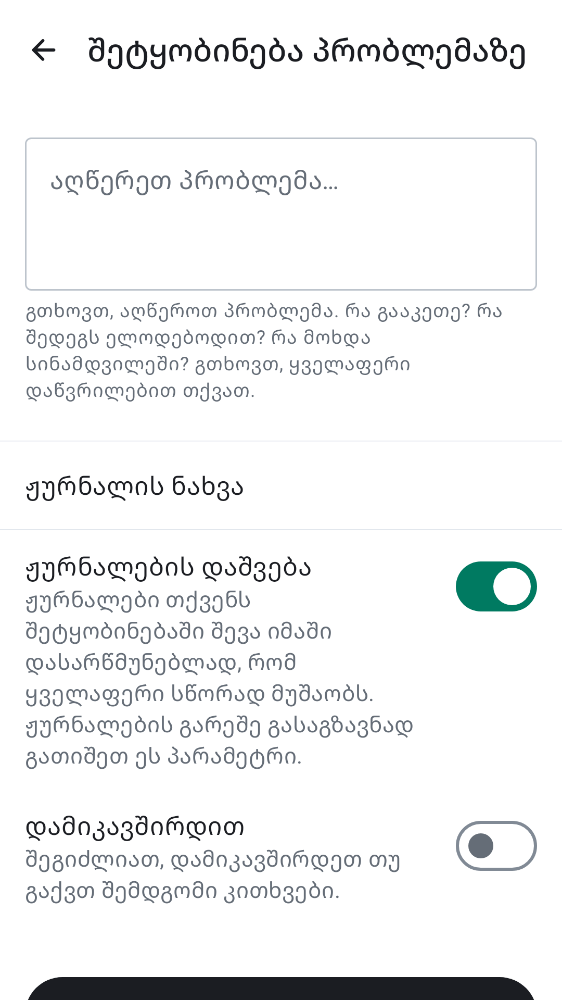 შეტყობინება პრობლემაზე
აღწერეთ პრობლემა…
გთხოვთ, აღწეროთ პრობლემა. რა გააკეთე? რა
შედეგს ელოდებოდით? რა მოხდა
სინამდვილეში? გთხოვთ, ყველაფერი
დაწვრილებით თქვათ.
ჟურნალის ნახვა
ჟურნალების დაშვება
ჟურნალები თქვენს
შეტყობინებაში შევა იმაში
დასარწმუნებლად, რომ
ყველაფერი სწორად მუშაობს.
ჟურნალების გარეშე გასაგზავნად
გათიშეთ ეს პარამეტრი.
დამიკავშირდით
შეგიძლიათ, დამიკავშირდეთ თუ
გაქვთ შემდგომი კითხვები.